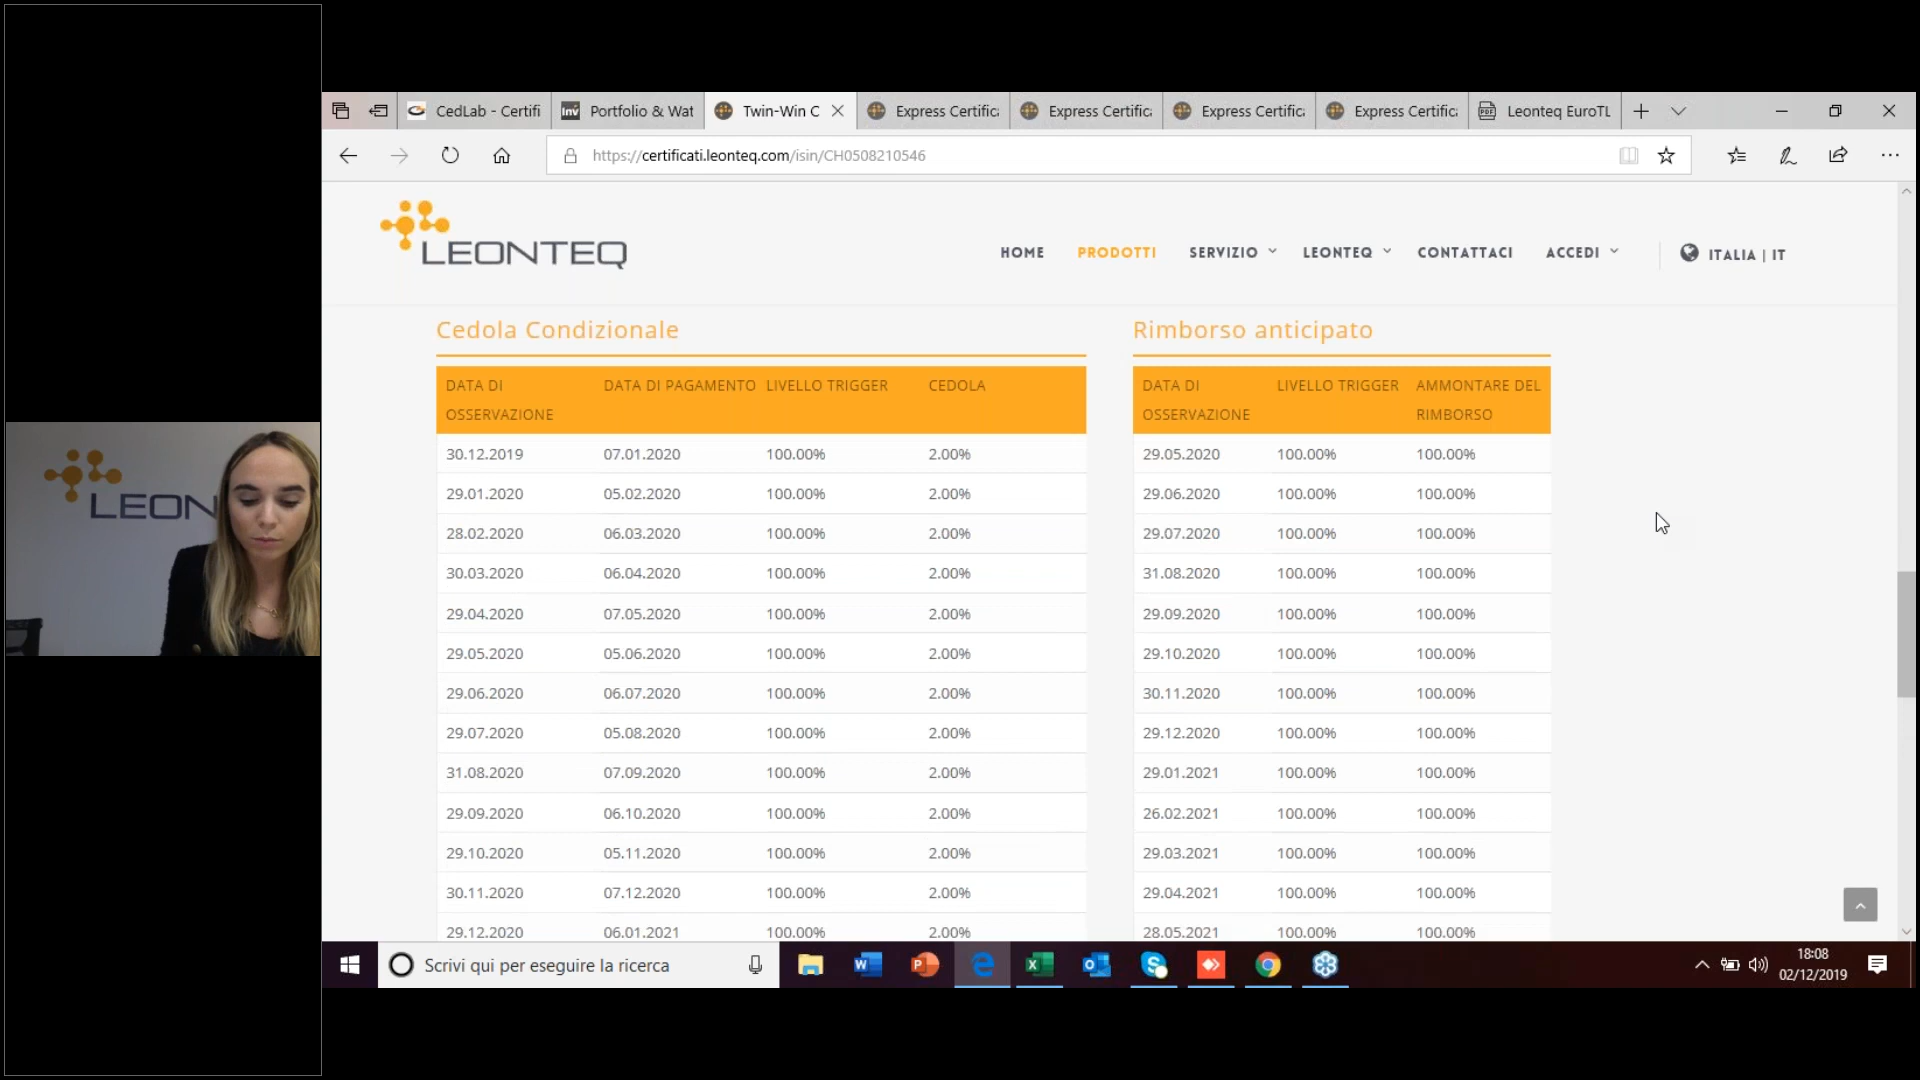 CedLab - Certifi
Portfolio & Wat
Twin-Win C
Express Certific
Express Certific
Express Certific
Express Certific
Leonteq EuroTL
https://certificati.leonteq.com/isin/CH0508210546
LEONTEQ
HOME
PRODOTTI
SERVIZIO
LEONTEQ
CONTATTACI
ACCEDI
ITALIA | IT
Cedola Condizionale
DATA DI OSSERVAZIONE DATA DI PAGAMENTO LIVELLO TRIGGER CEDOLA
30.12.2019 07.01.2020 100.00% 2.00%
29.01.2020 05.02.2020 100.00% 2.00%
28.02.2020 06.03.2020 100.00% 2.00%
30.03.2020 06.04.2020 100.00% 2.00%
29.04.2020 07.05.2020 100.00% 2.00%
29.05.2020 05.06.2020 100.00% 2.00%
29.06.2020 06.07.2020 100.00% 2.00%
29.07.2020 05.08.2020 100.00% 2.00%
31.08.2020 07.09.2020 100.00% 2.00%
29.09.2020 06.10.2020 100.00% 2.00%
29.10.2020 05.11.2020 100.00% 2.00%
30.11.2020 07.12.2020 100.00% 2.00%
29.12.2020 06.01.2021 100.00% 2.00%
Rimborso anticipato
DATA DI OSSERVAZIONE LIVELLO TRIGGER AMMONTARE DEL RIMBORSO
29.05.2020 100.00% 100.00%
29.06.2020 100.00% 100.00%
29.07.2020 100.00% 100.00%
31.08.2020 100.00% 100.00%
29.09.2020 100.00% 100.00%
29.10.2020 100.00% 100.00%
30.11.2020 100.00% 100.00%
29.12.2020 100.00% 100.00%
29.01.2021 100.00% 100.00%
26.02.2021 100.00% 100.00%
29.03.2021 100.00% 100.00%
29.04.2021 100.00% 100.00%
28.05.2021 100.00% 100.00%
LEON
Scrivi qui per eseguire la ricerca
18:08
02/12/2019